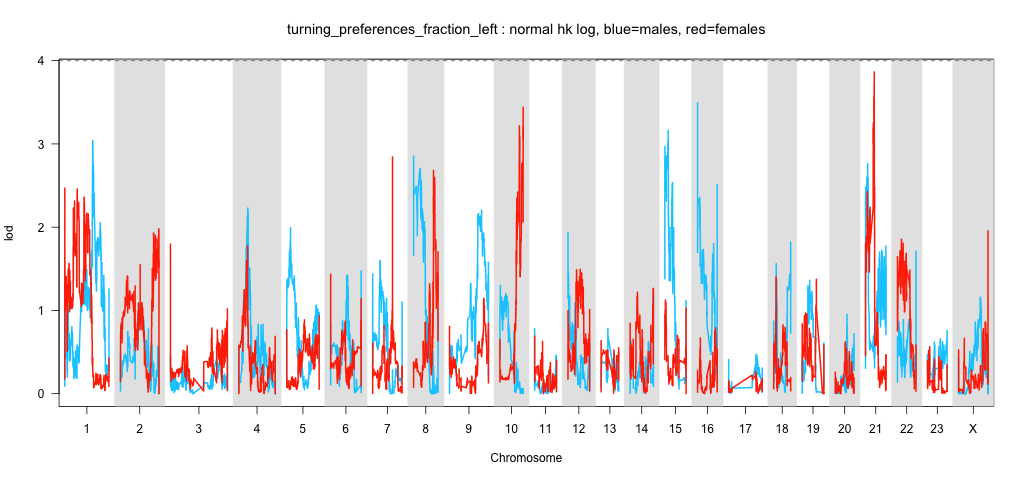 turning_preferences_fraction_left : normal hk log, blue=males, red=females
4
3
2
1
0
lod
1 2 3 4 5 6 7 8 9 10 11 12 13 14 15 16 17 18 19 20 21 22 23 X
Chromosome